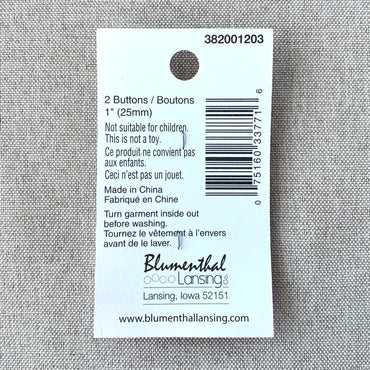 382001203
2 Buttons / Boutons
1" (25mm)
Not suitable for children.
This is not a toy.
Ce produit ne convient pas
aux enfants.
Ceci n'est pas un jouet.
Made in China
Fabriqué en Chine
Turn garment inside out
before washing.
Tournez le vêtement à l'envers
avant de le laver.
0 75160 33771 6
Blumenthal
Lansing Co
Lansing, Iowa 52151
www.blumenthallansing.com